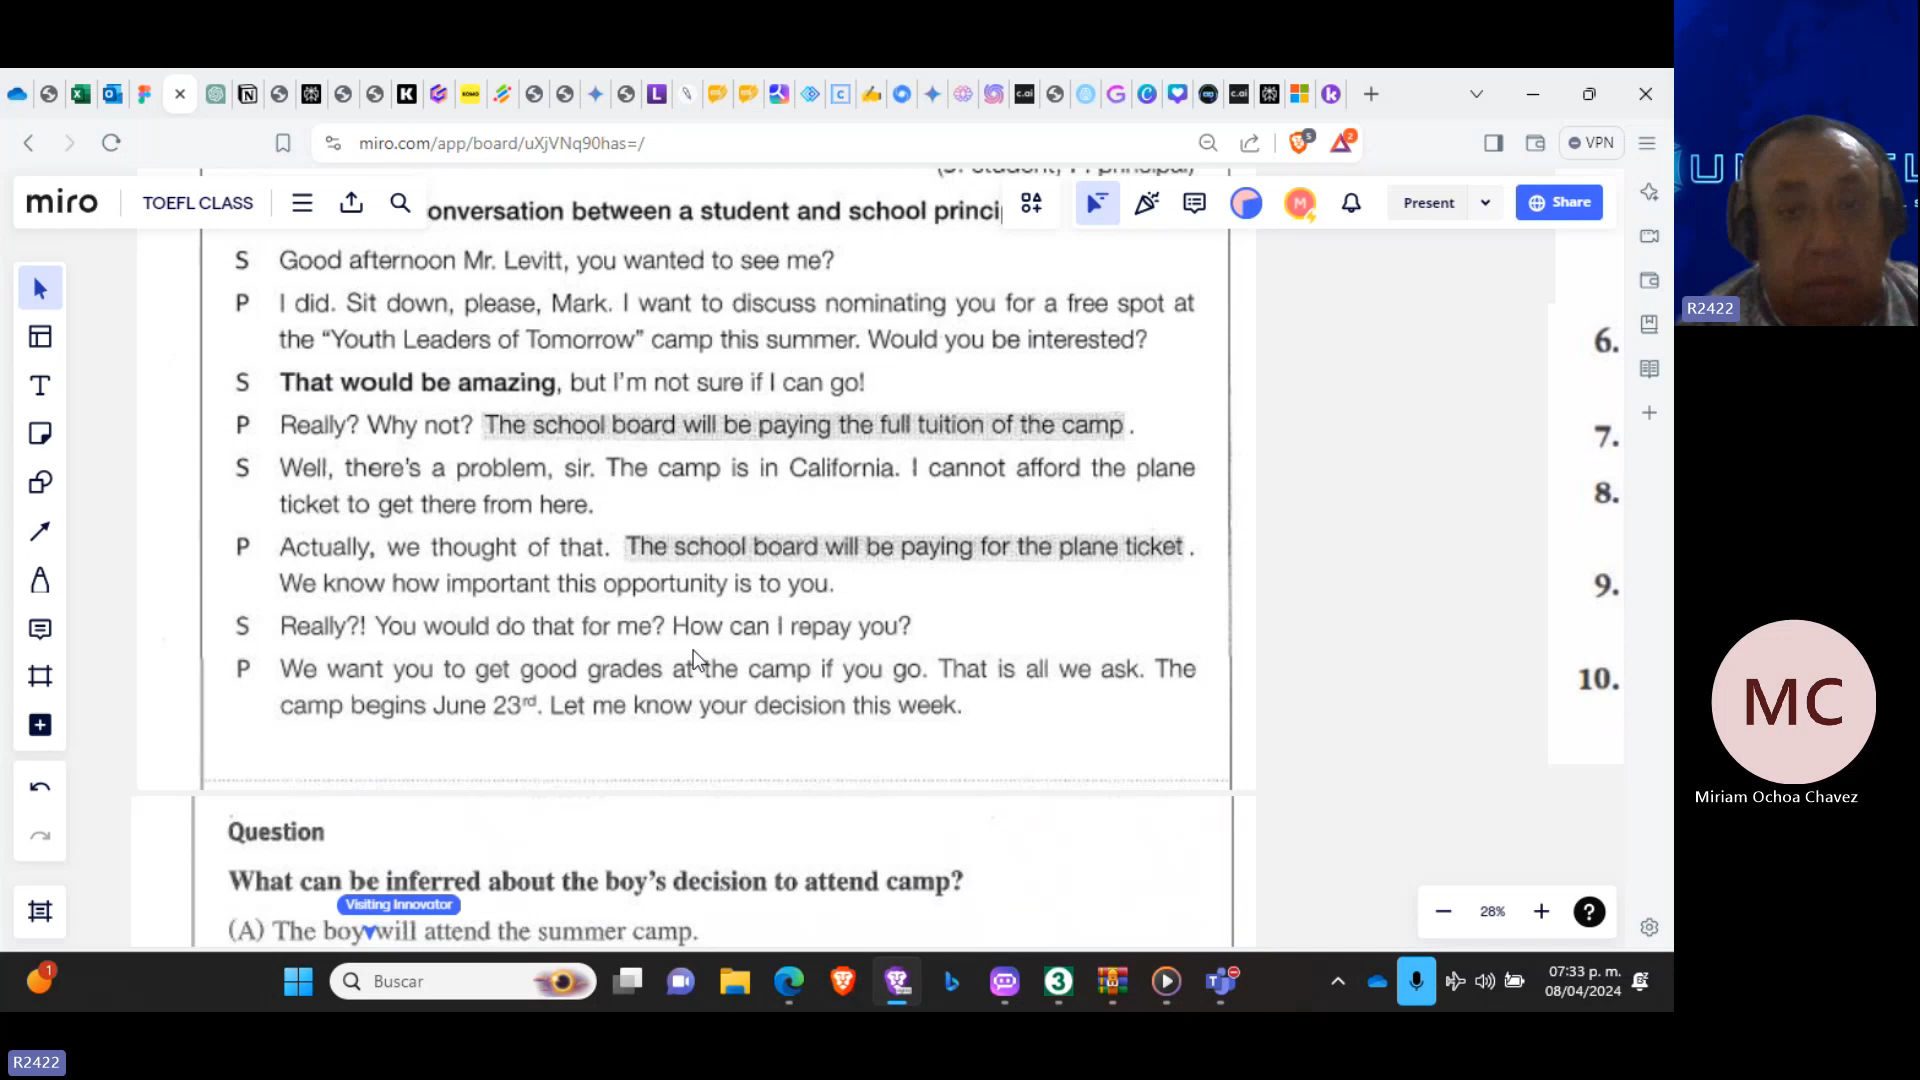 miro.com/app/board/uXjVNq90has=/
5
2
VPN
miro
TOEFL CLASS
onversation between a student and school princi
Present
Share
S Good afternoon Mr. Levitt, you wanted to see me?
P I did. Sit down, please, Mark. I want to discuss nominating you for a free spot at
the “Youth Leaders of Tomorrow” camp this summer. Would you be interested?
S That would be amazing, but I’m not sure if I can go!
P Really? Why not? The school board will be paying the full tuition of the camp.
S Well, there’s a problem, sir. The camp is in California. I cannot afford the plane
ticket to get there from here.
P Actually, we thought of that. The school board will be paying for the plane ticket.
We know how important this opportunity is to you.
S Really?! You would do that for me? How can I repay you?
P We want you to get good grades at the camp if you go. That is all we ask. The
camp begins June 23rd. Let me know your decision this week.
6.
7.
8.
9.
10.
Question
What can be inferred about the boy’s decision to attend camp?
Visiting Innovator
(A) The boy will attend the summer camp.
28%
R2422
MC
Miriam Ochoa Chavez
1
Buscar
07:33 p. m.
08/04/2024
R2422